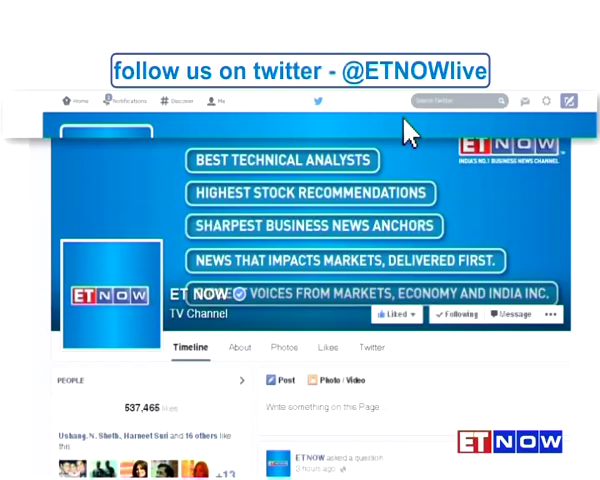 follow us on twitter - @ETNOWlive
Home
2
Notifications
# Discover
Me
Search Twitter
ET NOW
INDIA'S NO.1 BUSINESS NEWS CHANNEL
BEST TECHNICAL ANALYSTS
HIGHEST STOCK RECOMMENDATIONS
SHARPEST BUSINESS NEWS ANCHORS
NEWS THAT IMPACTS MARKETS, DELIVERED FIRST.
VOICES FROM MARKETS, ECONOMY AND INDIA INC.
ET NOW
ET NOW
TV Channel
Liked
Following
Message
Timeline
About
Photos
Likes
Twitter
PEOPLE
537,465 likes
Ushang. N. Sheth, Harneet Suri and 16 others like
this.
+13
Post
Photo / Video
Write something on this Page...
ETNOW asked a question
3 hours ago
ET NOW